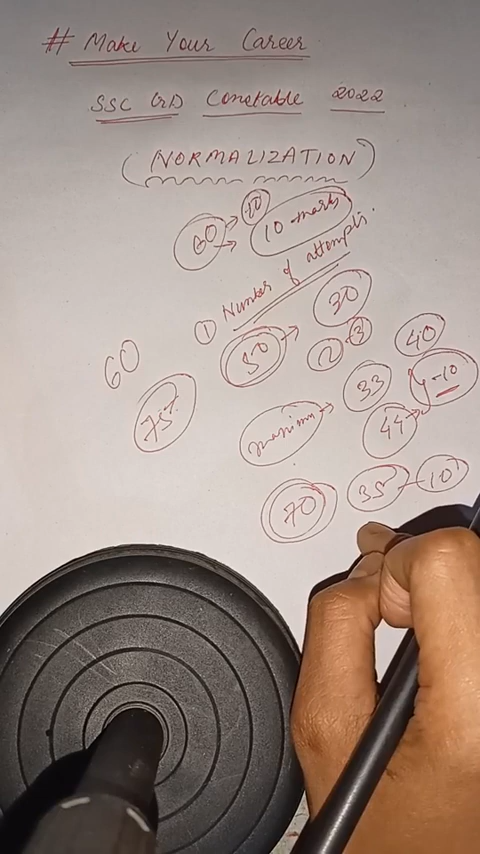 # Make Your Career
SSC GD Constable 2022
(NORMALIZATION)
60 → 10
→ 10 marks
① Number of attempts.
50 → 30
2 3
40
60
75
maximum → 33
44 → -10
70 35 - 10